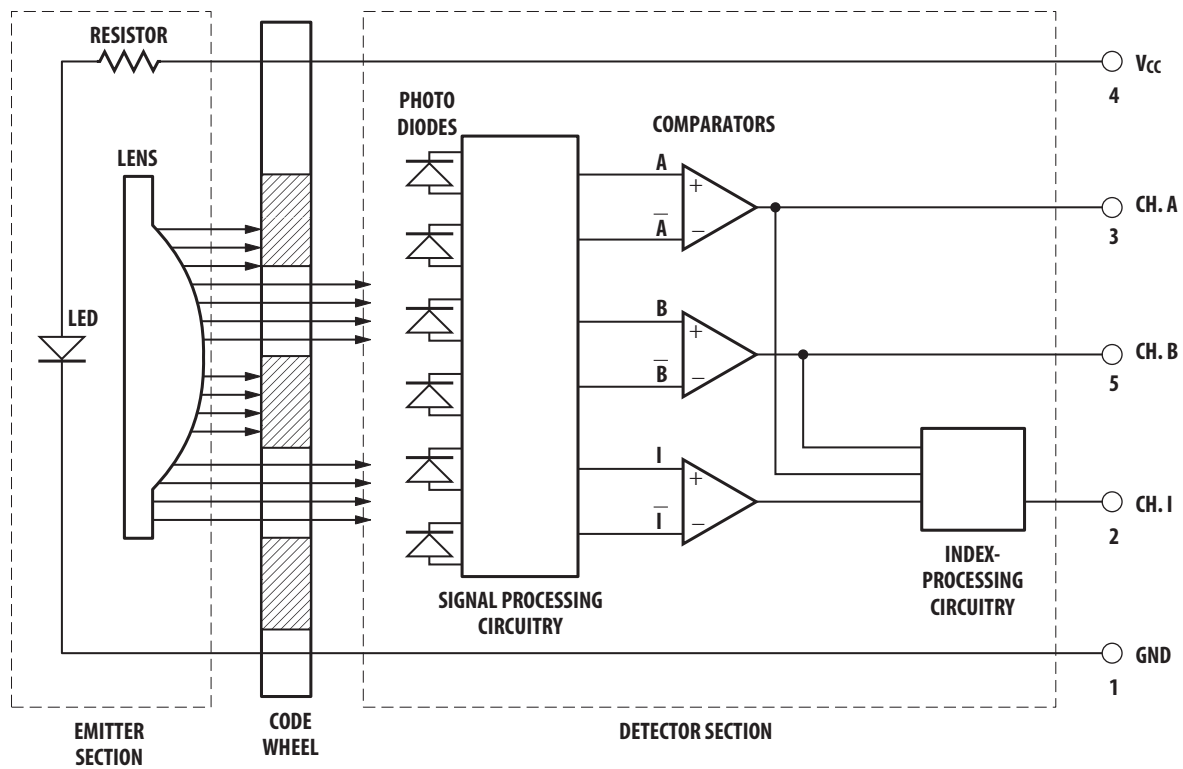 RESISTOR
VCC
4
PHOTO
DIODES
COMPARATORS
LENS
A
+
CH. A
A̅
−
3
LED
B
+
CH. B
B̅
−
5
I
+
CH. I
I̅
−
2
INDEX-
PROCESSING
CIRCUITRY
SIGNAL PROCESSING
CIRCUITRY
GND
1
EMITTER
SECTION
CODE
WHEEL
DETECTOR SECTION